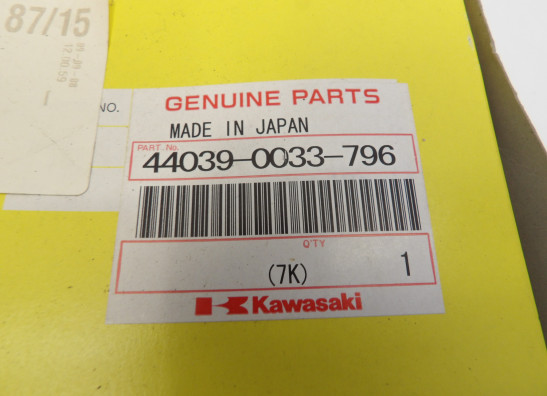 87/15
NO.
GENUINE PARTS
MADE IN JAPAN
PART.No.
44039-0033-796
Q'TY
(7K) 1
Kawasaki